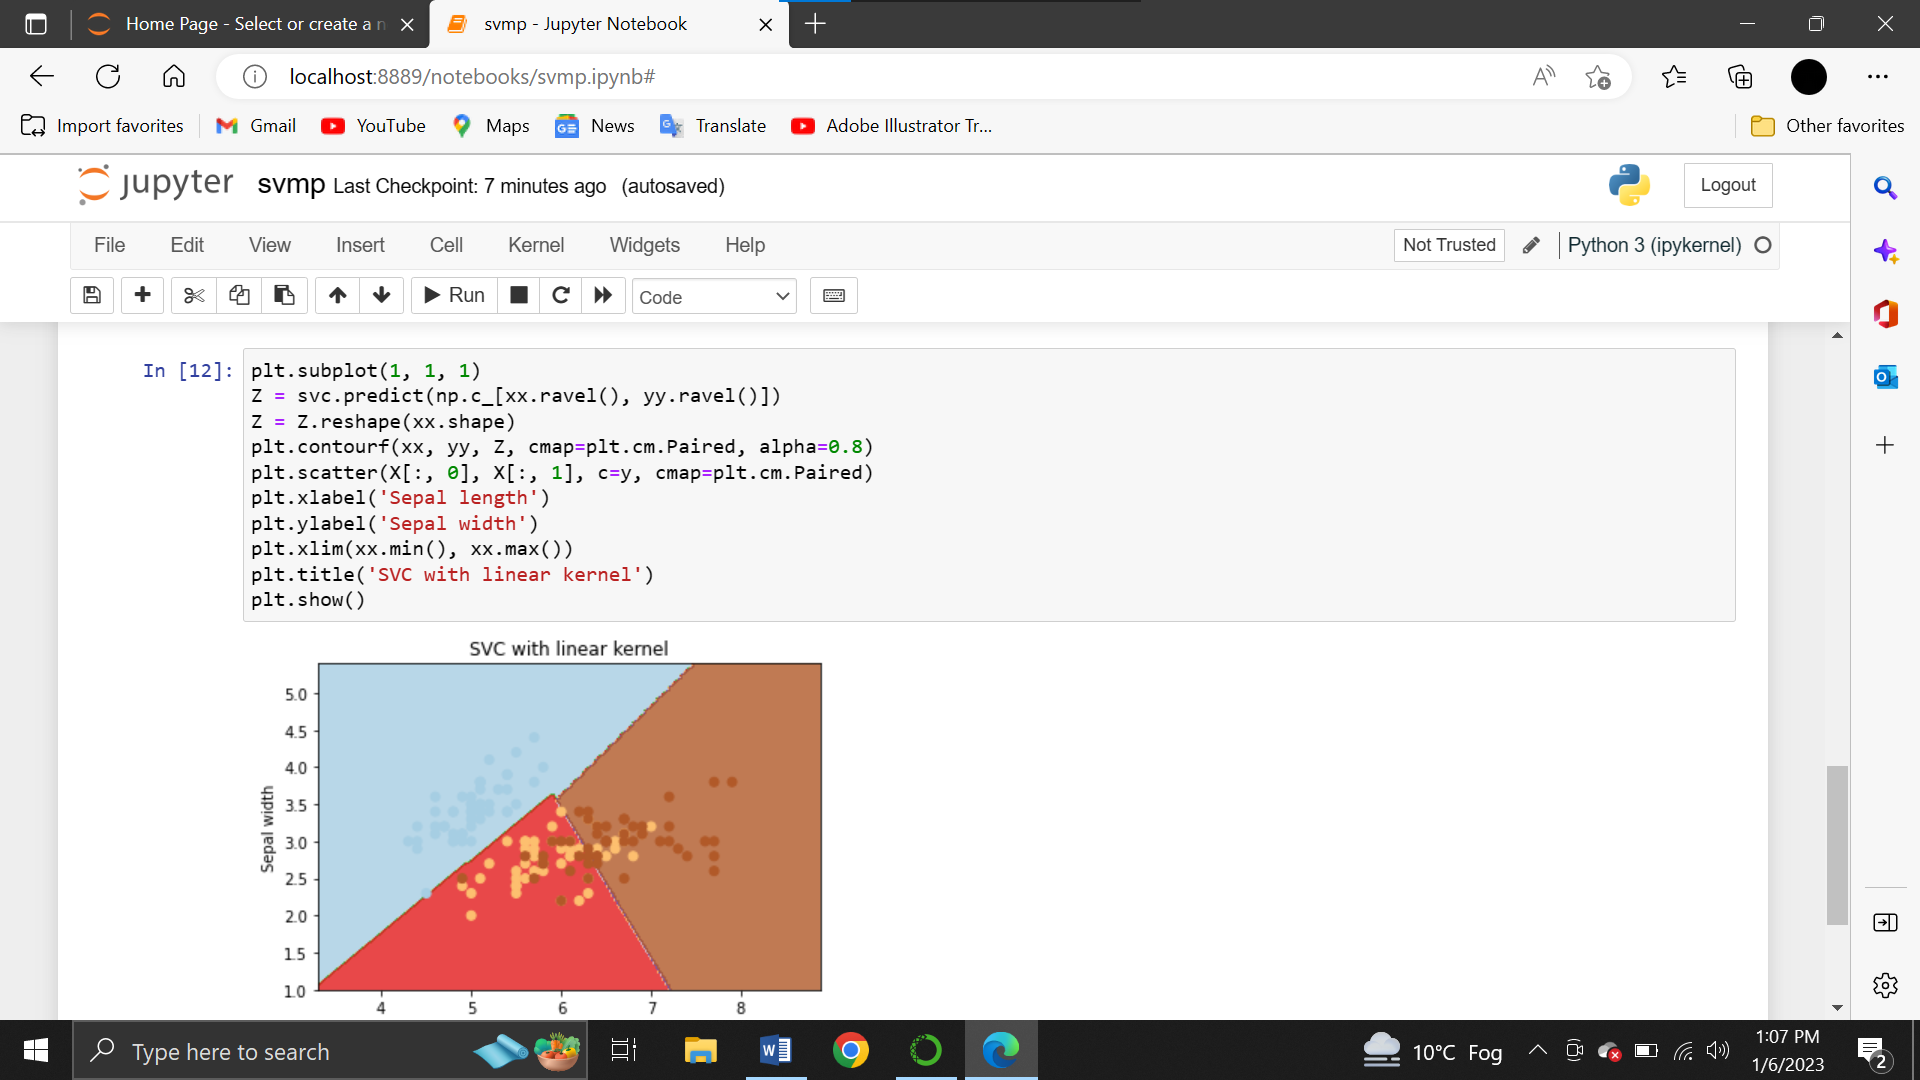 Home Page - Select or create a n
svmp - Jupyter Notebook
localhost:8889/notebooks/svmp.ipynb#
Import favorites
Gmail
YouTube
Maps
News
Translate
Adobe Illustrator Tr...
Other favorites
jupyter svmp Last Checkpoint: 7 minutes ago (autosaved)
Logout
File Edit View Insert Cell Kernel Widgets Help
Not Trusted
Python 3 (ipykernel)
Run
Code
In [12]:
plt.subplot(1, 1, 1)
Z = svc.predict(np.c_[xx.ravel(), yy.ravel()])
Z = Z.reshape(xx.shape)
plt.contourf(xx, yy, Z, cmap=plt.cm.Paired, alpha=0.8)
plt.scatter(X[:, 0], X[:, 1], c=y, cmap=plt.cm.Paired)
plt.xlabel('Sepal length')
plt.ylabel('Sepal width')
plt.xlim(xx.min(), xx.max())
plt.title('SVC with linear kernel')
plt.show()
SVC with linear kernel
5.0
4.5
4.0
3.5
3.0
2.5
2.0
1.5
1.0
Sepal width
4 5 6 7 8
Type here to search
10°C Fog
1:07 PM
1/6/2023
2